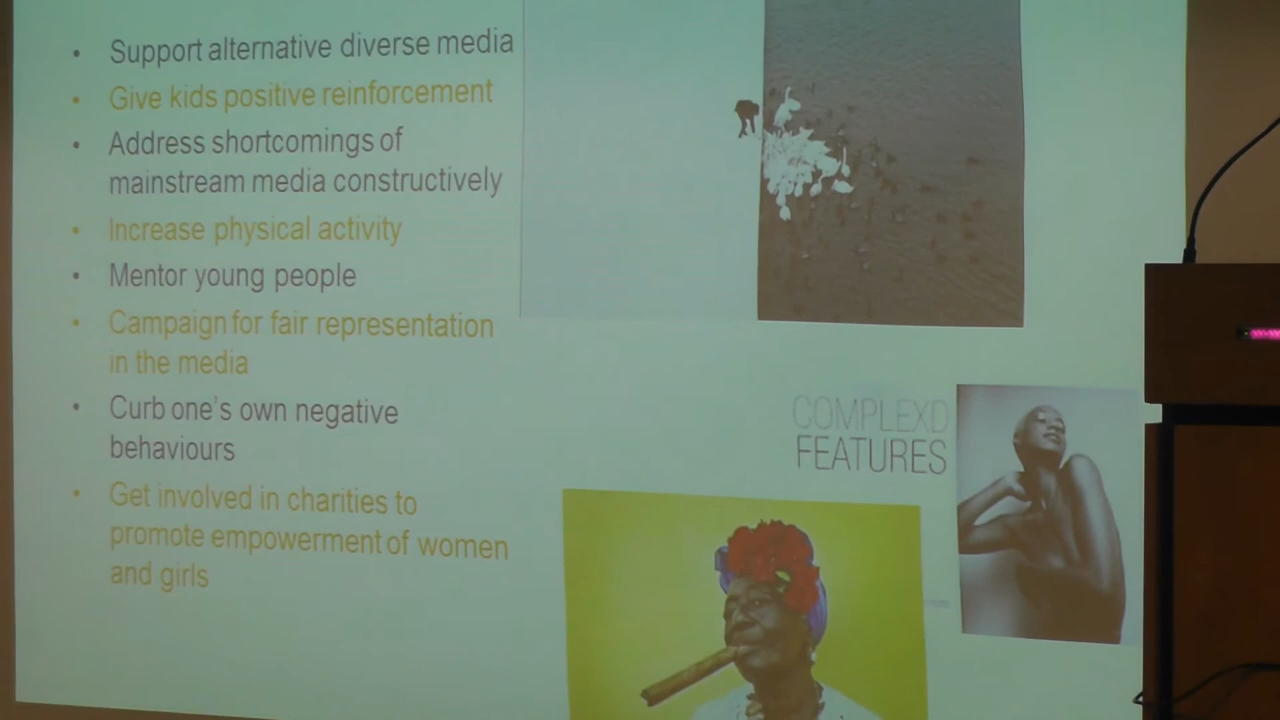 • Support alternative diverse media
• Give kids positive reinforcement
• Address shortcomings of
mainstream media constructively
• Increase physical activity
• Mentor young people
• Campaign for fair representation
in the media
• Curb one's own negative
behaviours
• Get involved in charities to
promote empowerment of women
and girls
COMPLEXD
FEATURES